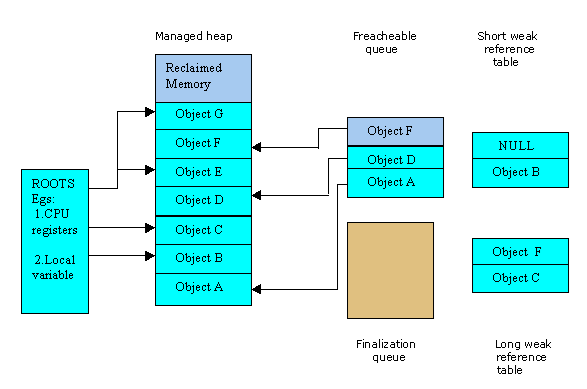 Managed heap
Freacheable
queue
Short weak
reference
table
Reclaimed
Memory
Object G
Object F
Object E
Object D
Object C
Object B
Object A
ROOTS
Egs:
1.CPU
registers
2.Local
variable
Object F
Object D
Object A
NULL
Object B
Object F
Object C
Finalization
queue
Long weak
reference
table